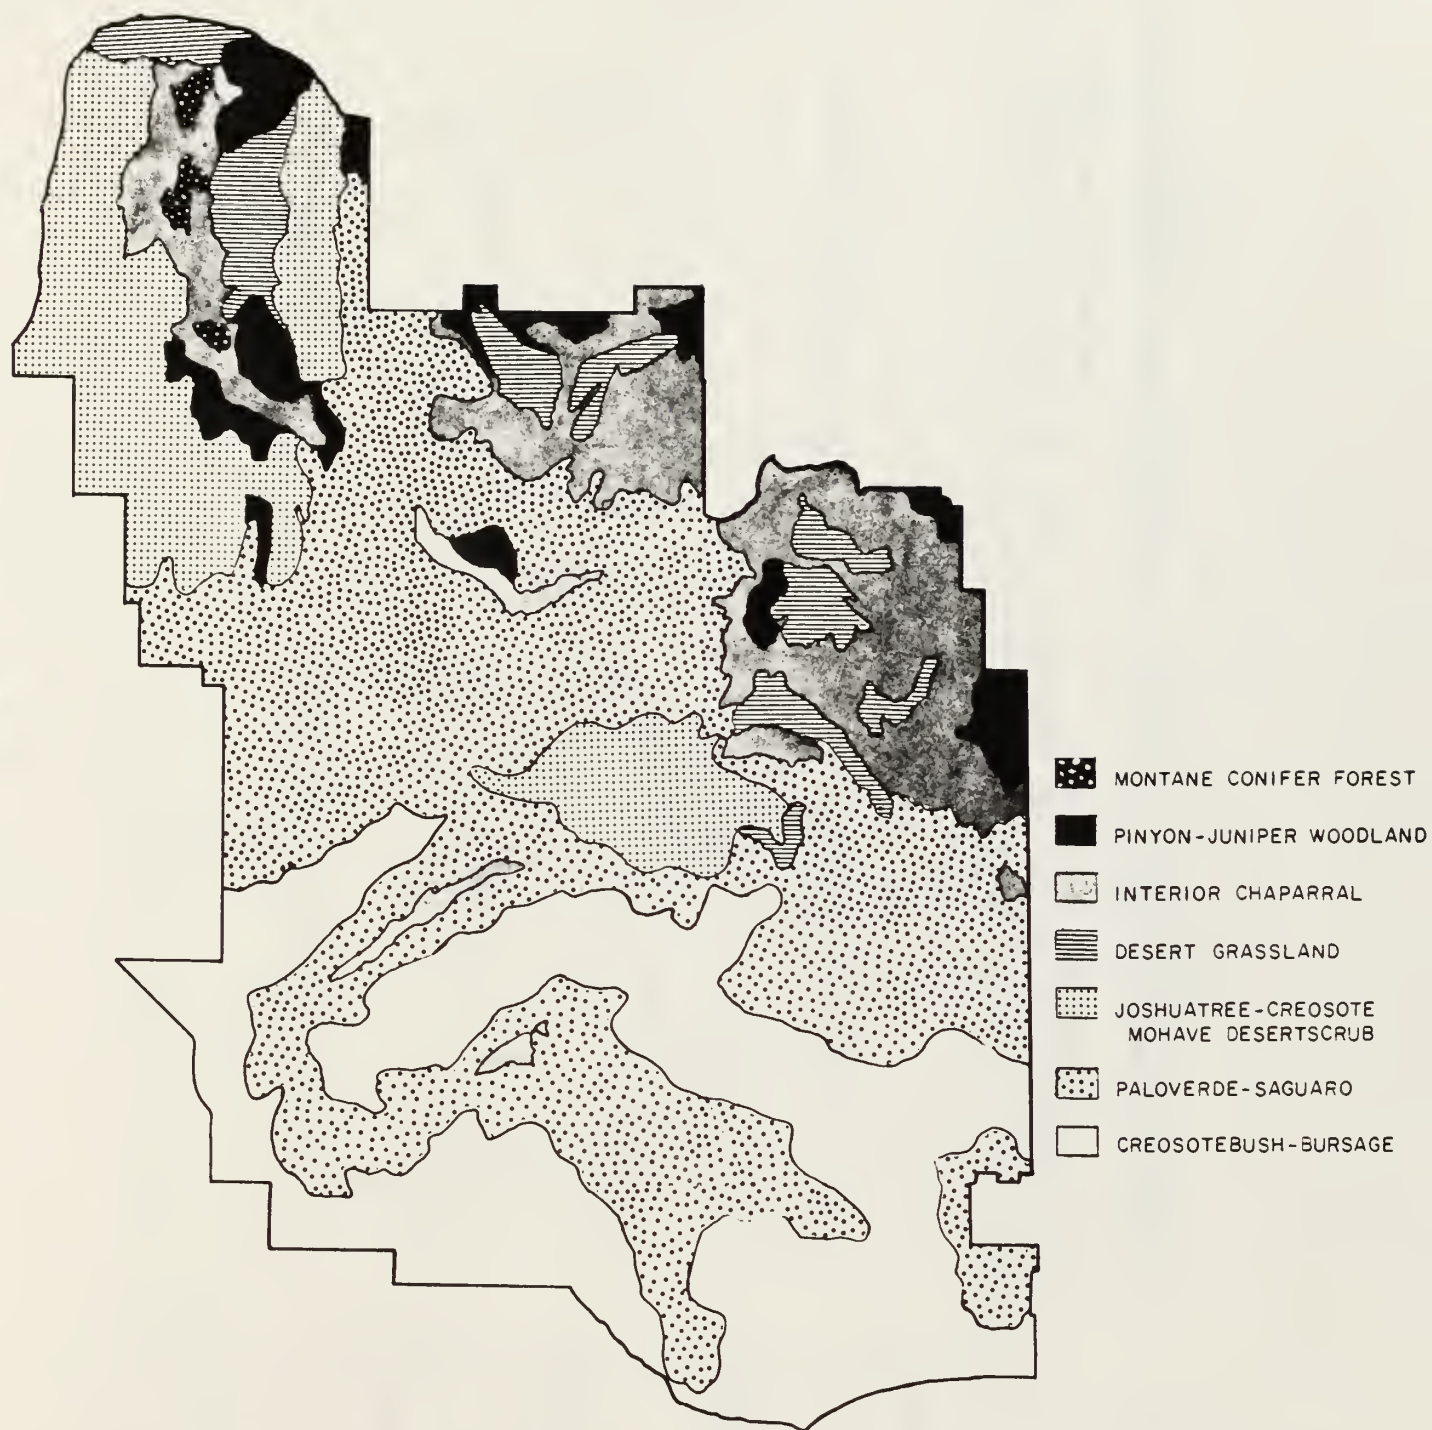 MONTANE CONIFER FOREST
PINYON-JUNIPER WOODLAND
INTERIOR CHAPARRAL
DESERT GRASSLAND
JOSHUATREE-CREOSOTE
MOHAVE DESERTSCRUB
PALOVERDE-SAGUARO
CREOSOTEBUSH-BURSAGE